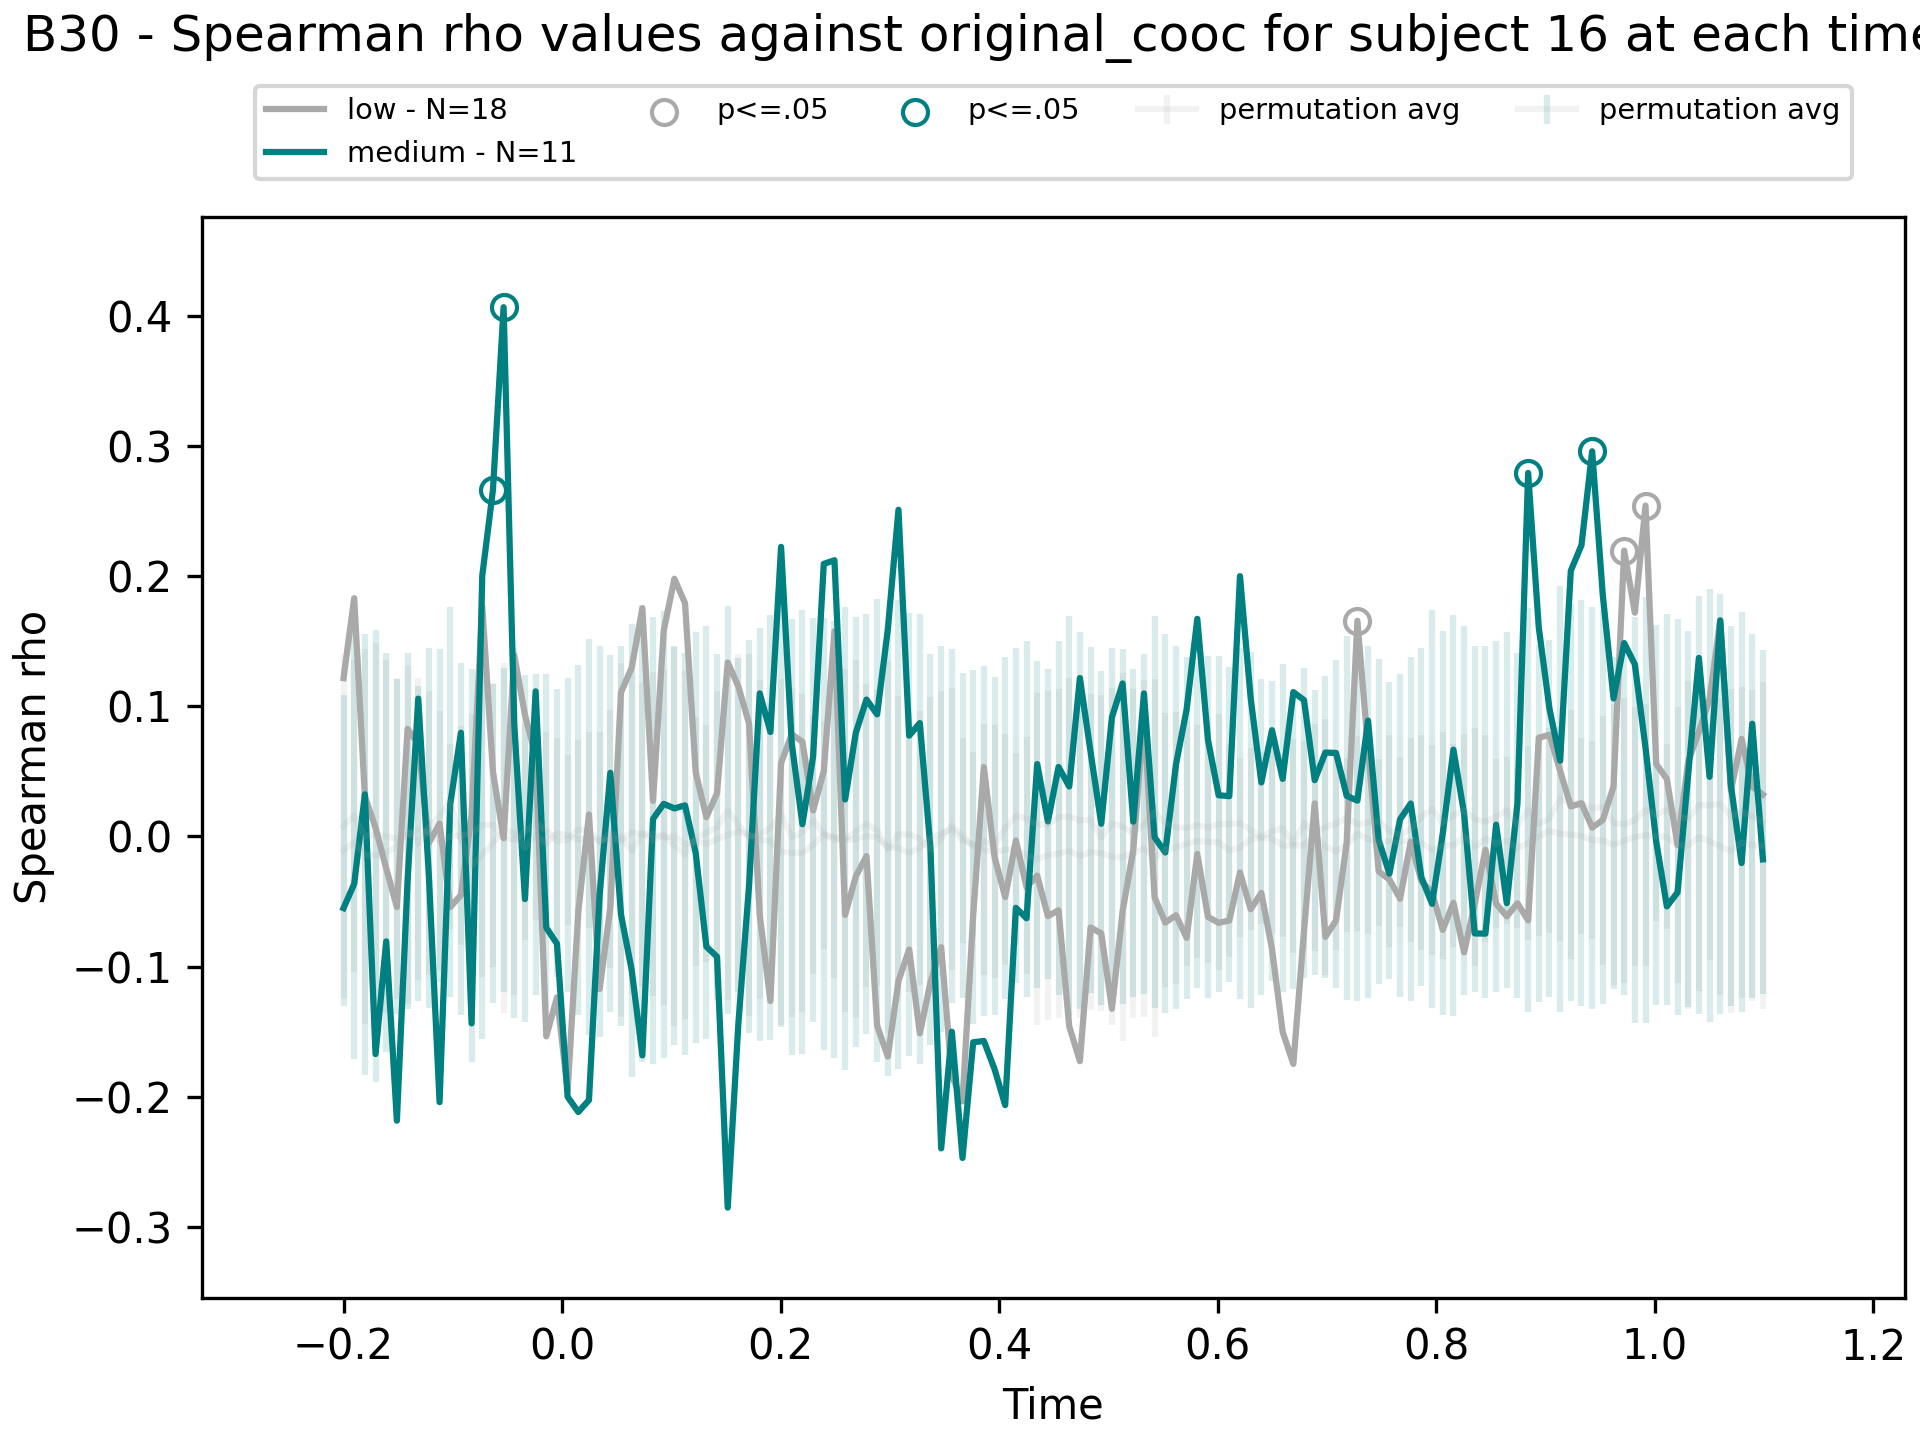 B30 - Spearman rho values against original_cooc for subject 16 at each time
low - N=18
medium - N=11
p<=.05
p<=.05
permutation avg
permutation avg
0.4
0.3
0.2
0.1
0.0
−0.1
−0.2
−0.3
Spearman rho
−0.2 0.0 0.2 0.4 0.6 0.8 1.0 1.2
Time